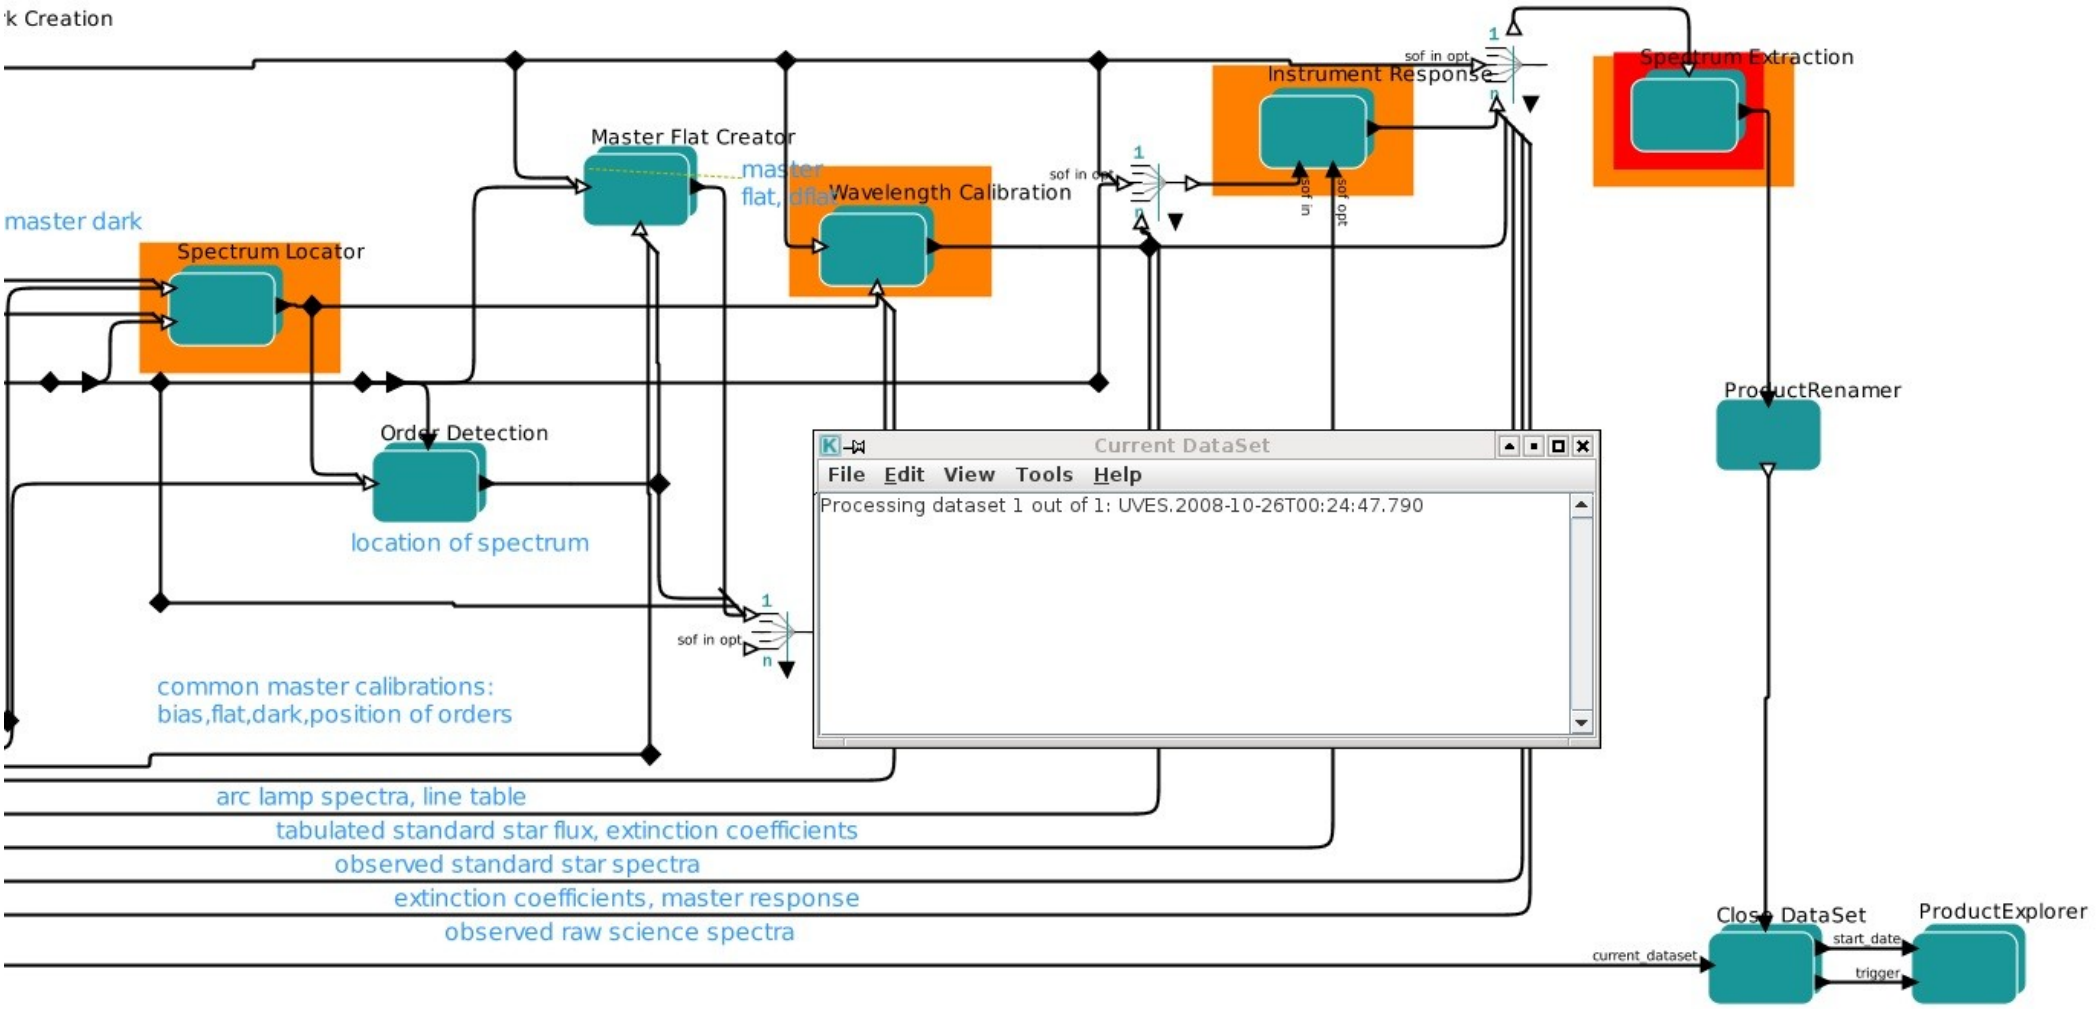 k Creation
1
sof in opt
n
Spectrum Extraction
Instrument Response
Master Flat Creator
master
flat, dflat
1
sof in opt
n
sof in
sof opt
Wavelength Calibration
master dark
Spectrum Locator
ProductRenamer
Order Detection
location of spectrum
Current DataSet
File Edit View Tools Help
Processing dataset 1 out of 1: UVES.2008-10-26T00:24:47.790
1
sof in opt
n
common master calibrations:
bias,flat,dark,position of orders
arc lamp spectra, line table
tabulated standard star flux, extinction coefficients
observed standard star spectra
extinction coefficients, master response
observed raw science spectra
Close DataSet
ProductExplorer
start_date
current_dataset
trigger